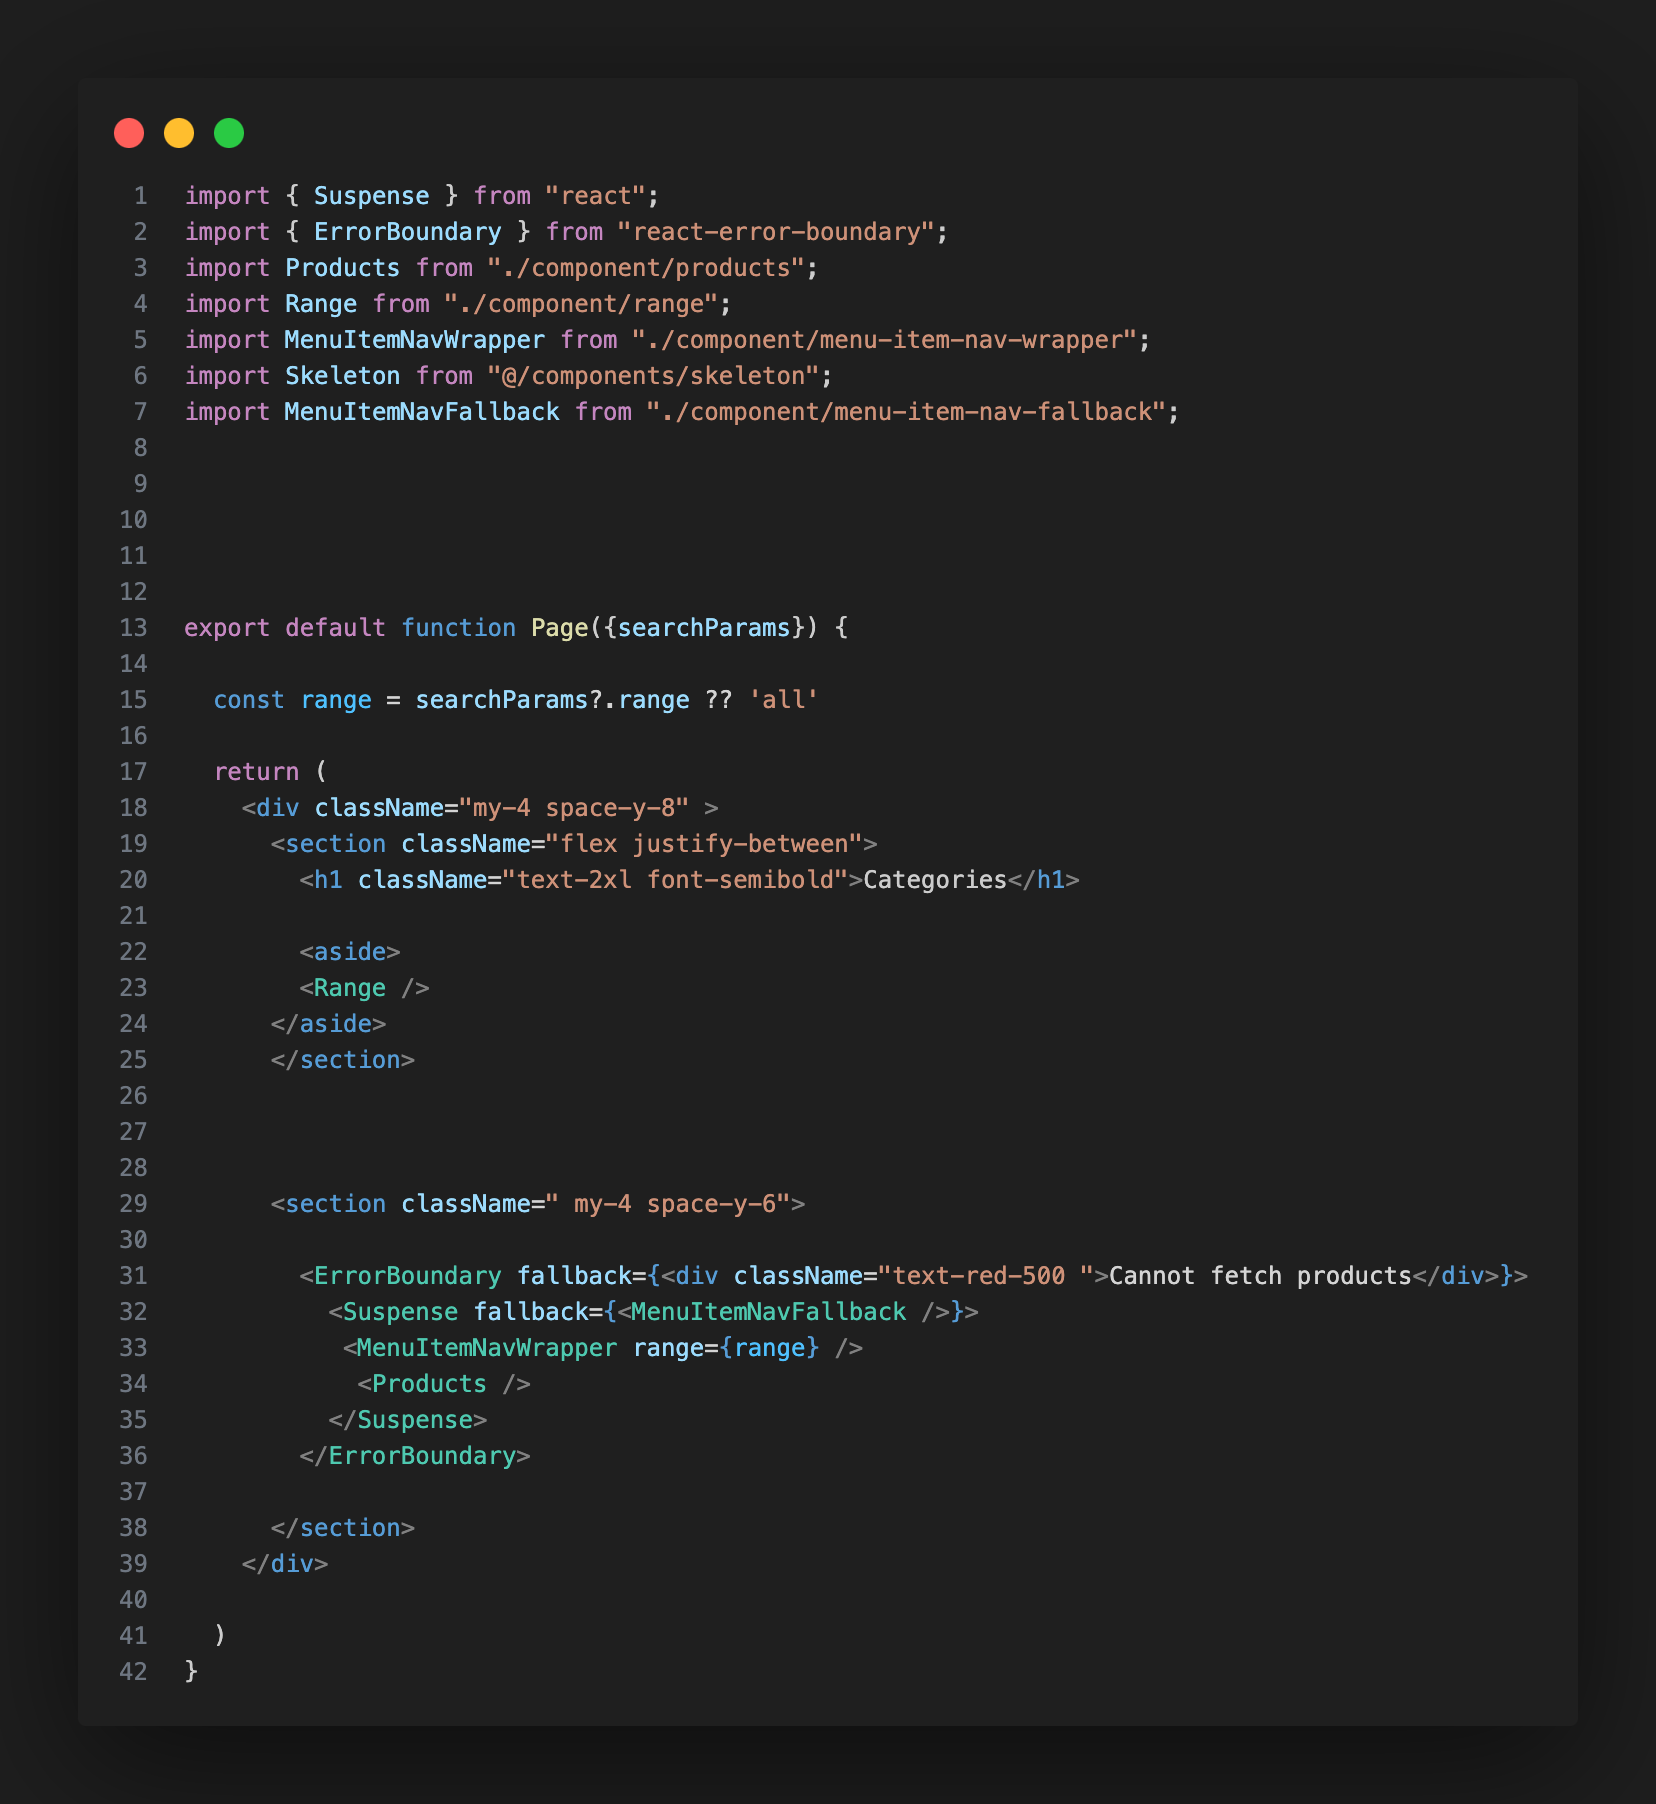 1 import { Suspense } from "react";
2 import { ErrorBoundary } from "react-error-boundary";
3 import Products from "./component/products";
4 import Range from "./component/range";
5 import MenuItemNavWrapper from "./component/menu-item-nav-wrapper";
6 import Skeleton from "@/components/skeleton";
7 import MenuItemNavFallback from "./component/menu-item-nav-fallback";
8
9
10
11
12
13 export default function Page({searchParams}) {
14
15   const range = searchParams?.range ?? 'all'
16
17   return (
18     <div className="my-4 space-y-8" >
19       <section className="flex justify-between">
20         <h1 className="text-2xl font-semibold">Categories</h1>
21
22         <aside>
23         <Range />
24       </aside>
25       </section>
26
27
28
29       <section className=" my-4 space-y-6">
30
31         <ErrorBoundary fallback={<div className="text-red-500 ">Cannot fetch products</div>}>
32           <Suspense fallback={<MenuItemNavFallback />}>
33            <MenuItemNavWrapper range={range} />
34             <Products />
35           </Suspense>
36         </ErrorBoundary>
37
38       </section>
39     </div>
40
41   )
42 }